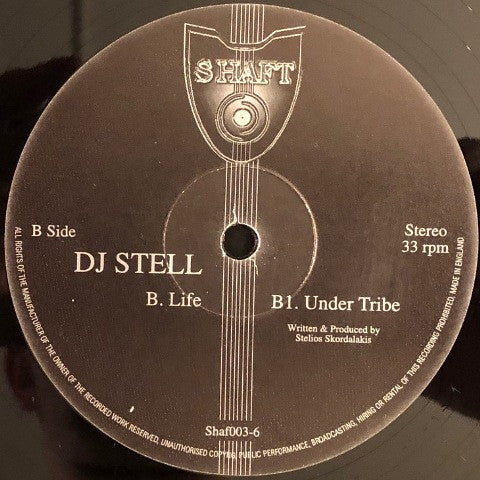 SHAFT
B Side
Stereo
33 rpm
DJ STELL
B. Life
B1. Under Tribe
Written & Produced by
Stelios Skordalakis
Shaf003-6
ALL RIGHTS OF THE MANUFACTURER OF THE OWNER OF THE RECORDED WORK RESERVED, UNAUTHORISED COPYING, PUBLIC PERFORMANCE, BROADCASTING, HIRING OR RENTAL OF THIS RECORDING PROHIBITED, MADE IN ENGLAND